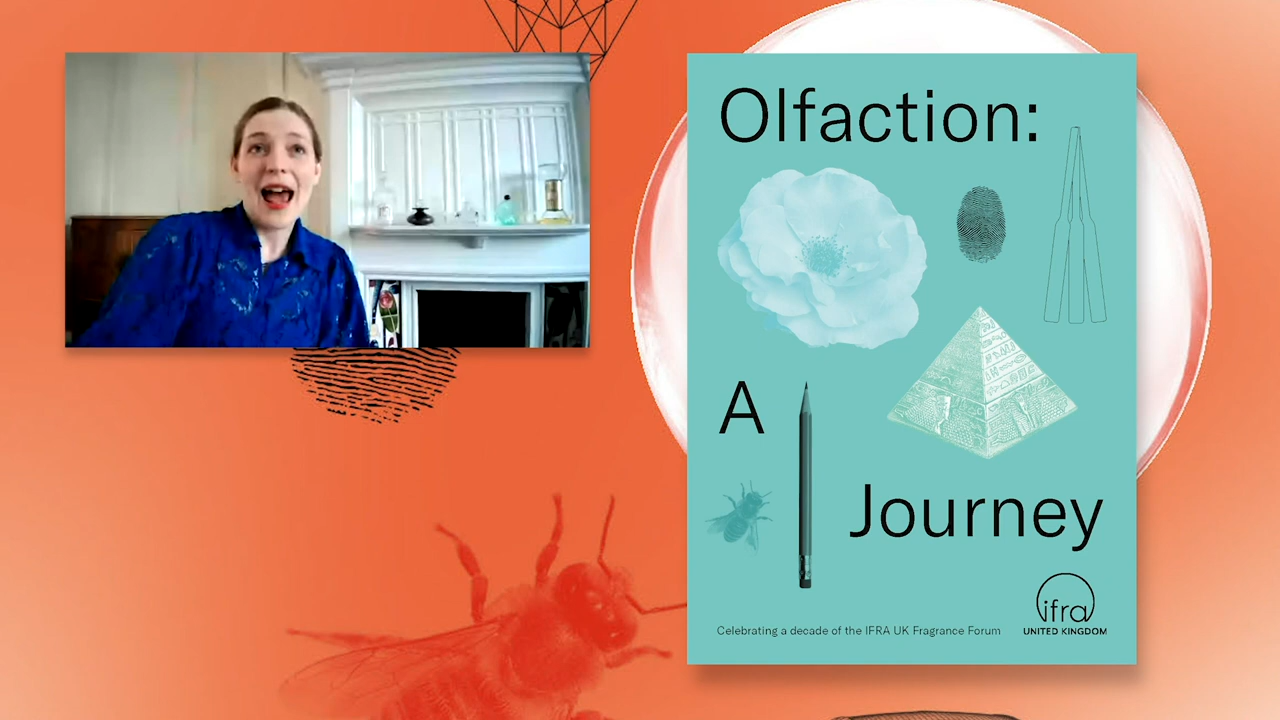 Olfaction:
A
Journey
Celebrating a decade of the IFRA UK Fragrance Forum
ifra
UNITED KINGDOM